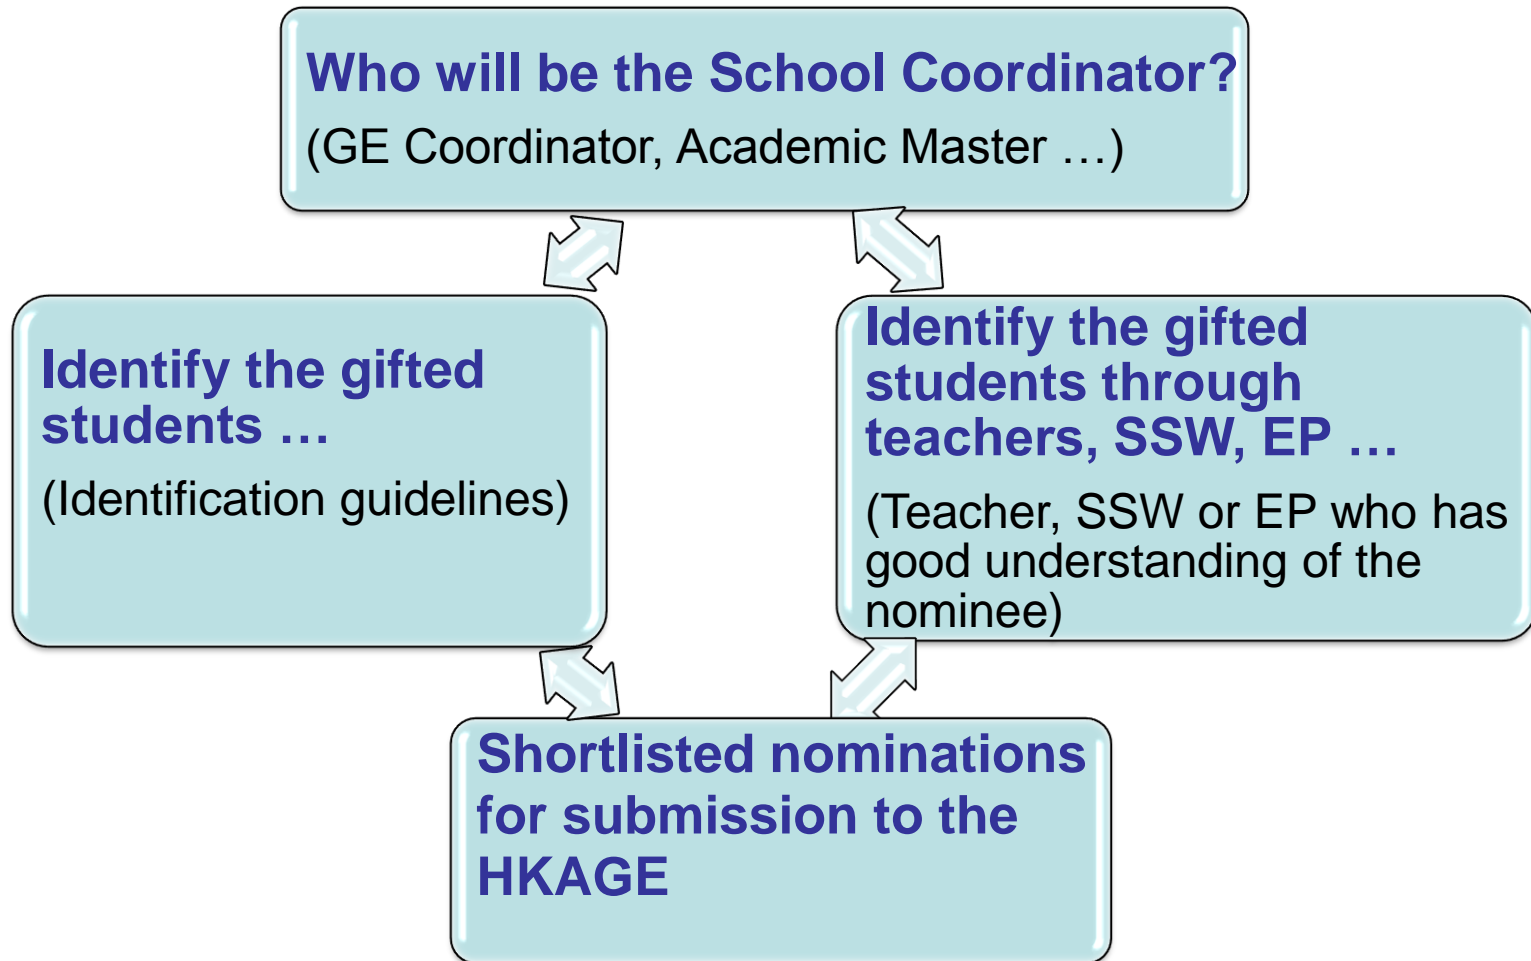 Who will be the School Coordinator?
(GE Coordinator, Academic Master …)
Identify the gifted
students …
(Identification guidelines)
Identify the gifted
students through
teachers, SSW, EP …
(Teacher, SSW or EP who has
good understanding of the
nominee)
Shortlisted nominations
for submission to the
HKAGE